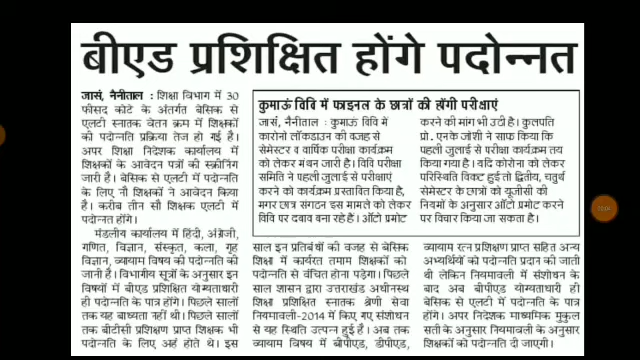 बीएड प्रशिक्षित होंगे पदोन्नत
जासं, नैनीताल : शिक्षा विभाग में 30
फीसद कोटे के अंतर्गत बेसिक से
एलटी स्नातक वेतन क्रम में शिक्षकों
की पदोन्नति प्रक्रिया तेज हो गई है।
अपर शिक्षा निदेशक कार्यालय में
शिक्षकों के आवेदन पत्रों की स्क्रीनिंग
जारी है। बेसिक से एलटी में पदोन्नति
के लिए नौ शिक्षकों ने आवेदन किया
है। करीब तीन सौ शिक्षक एलटी में
पदोन्नत होंगे।
मंडलीय कार्यालय में हिंदी, अंग्रेजी,
गणित, विज्ञान, संस्कृत, कला, गृह
विज्ञान, व्यायाम विषय की पदोन्नति की
जानी है। विभागीय सूत्रों के अनुसार इन
विषयों में बीएड प्रशिक्षित योग्यताधारी
ही पदोन्नति के पात्र होंगे। पिछले सालों
तक यह बाध्यता नहीं थी। पिछले सालों
तक बीटीसी प्रशिक्षण प्राप्त शिक्षक भी
पदोन्नति के लिए अर्ह होते थे। इस
कुमाऊं विवि में फाइनल के छात्रों की होंगी परीक्षाएं
जासं, नैनीताल : कुमाऊं विवि में
कारोना लॉकडाउन की वजह से
सेमेस्टर व वार्षिक परीक्षा कार्यक्रम
को लेकर मंथन जारी है। विवि परीक्षा
समिति ने पहली जुलाई से परीक्षाएं
करने को कार्यक्रम प्रस्तावित किया है,
मगर छात्र संगठन इस मामले को लेकर
विवि पर दबाव बना रहे हैं। ऑटो प्रमोट
करने की मांग भी उठी है। कुलपति
प्रो. एनके जोशी ने साफ किया कि
पहली जुलाई से परीक्षा कार्यक्रम तय
किया गया है। यदि कोरोना को लेकर
परिस्थिति विकट हुई तो द्वितीय, चतुर्थ
सेमेस्टर के छात्रों को यूजीसी की
नियमों के अनुसार ऑटो प्रमोट करने
पर विचार किया जा सकता है।
साल इन प्रतिबंधों की वजह से बेसिक
शिक्षा में कार्यरत तमाम शिक्षकों को
पदोन्नति से वंचित होना पड़ेगा। पिछले
साल शासन द्वारा उत्तराखंड अधीनस्थ
शिक्षा प्रशिक्षित स्नातक श्रेणी सेवा
नियमावली-2014 में किए गए संशोधन
से यह स्थिति उत्पन्न हुई है। अब तक
व्यायाम विषय में बीपीएड, डीपीएड,
व्यायाम रत्न प्रशिक्षण प्राप्त सहित अन्य
अभ्यर्थियों को पदोन्नति प्रदान की जाती
थी लेकिन नियमावली में संशोधन के
बाद अब बीपीएड योग्यताधारी ही
बेसिक से एलटी में पदोन्नति के पात्र
होंगे। अपर निदेशक माध्यमिक मुकुल
सती के अनुसार नियमावली के अनुसार
शिक्षकों को पदोन्नति दी जाएगी।